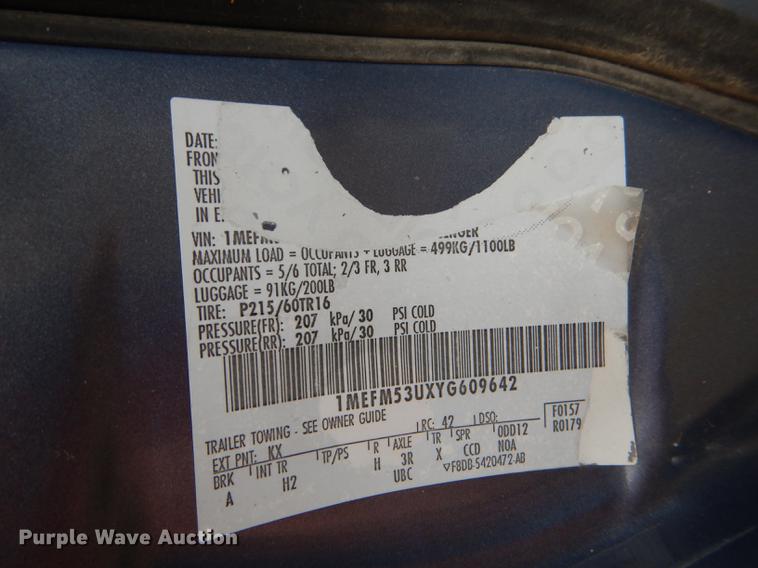 DATE:
FRON
THIS
VEHI
IN E
VIN: 1MEFM
MAXIMUM LOAD = OCCUPANTS + LUGGAGE = 499KG/1100LB
OCCUPANTS = 5/6 TOTAL; 2/3 FR, 3 RR
LUGGAGE = 91KG/200LB
TIRE: P215/60TR16
PRESSURE(FR): 207 kPa/ 30 PSI COLD
PRESSURE(RR): 207 kPa/ 30 PSI COLD
1MEFM53UXYG609642
TRAILER TOWING - SEE OWNER GUIDE
EXT PNT: KX RC: 42 DSO: F0157
BRK INT TR TP/PS R AXLE TR SPR ODD12 R0179
A H2 H 3R X CCD NOA
UBC ▽F8DB-5420472-AB
Purple Wave Auction